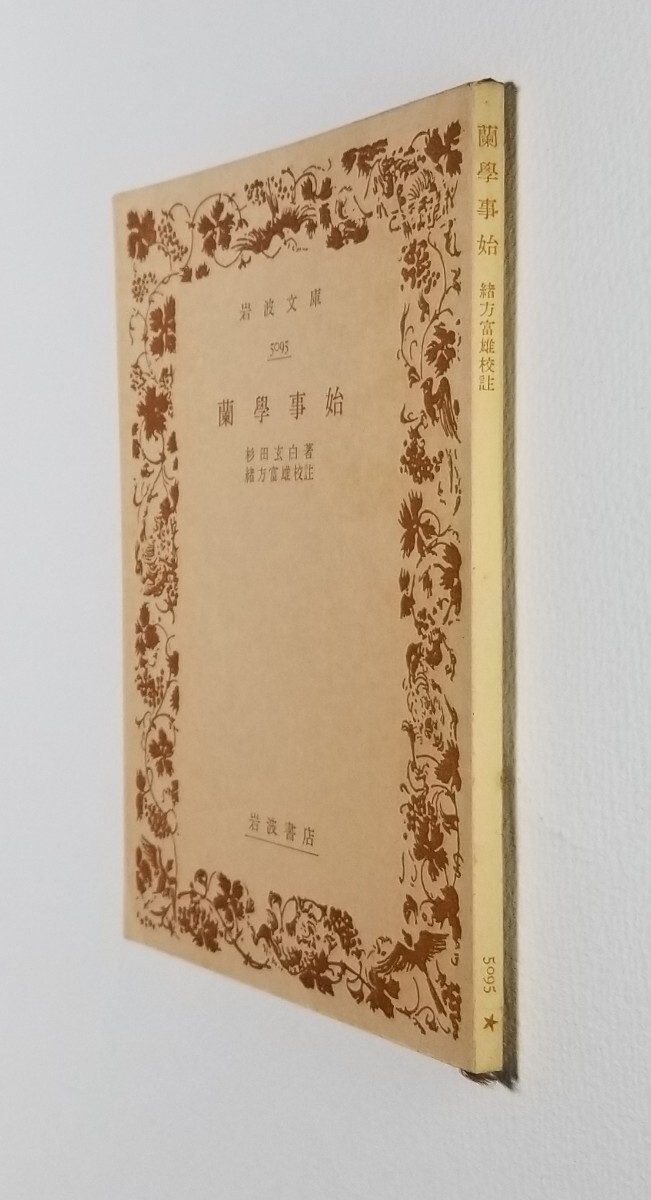 岩波文庫
5095
蘭學事始
杉田玄白著
緒方富雄校註
岩波書店
蘭學事始 緒方富雄校註
5095 ★